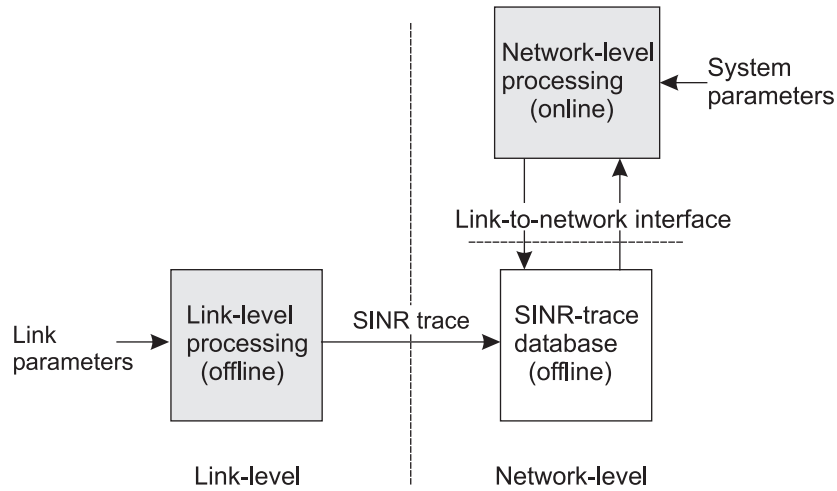 Network-level
processing
(online)
System
parameters
Link-to-network interface
Link
parameters
Link-level
processing
(offline)
SINR trace
SINR-trace
database
(offline)
Link-level
Network-level